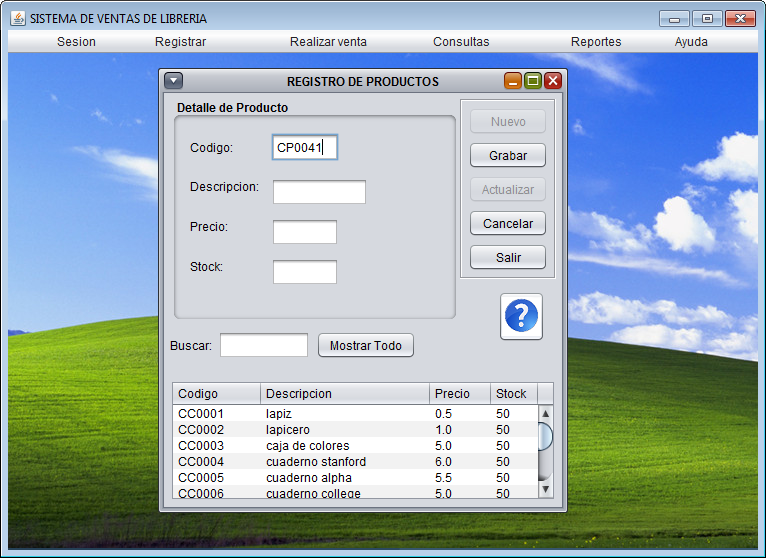 SISTEMA DE VENTAS DE LIBRERIA
Sesion Registrar Realizar venta Consultas Reportes Ayuda
REGISTRO DE PRODUCTOS
Detalle de Producto
Codigo: CP0041
Descripcion:
Precio:
Stock:
Nuevo
Grabar
Actualizar
Cancelar
Salir
?
Buscar: Mostrar Todo
Codigo Descripcion Precio Stock
CC0001 lapiz 0.5 50
CC0002 lapicero 1.0 50
CC0003 caja de colores 5.0 50
CC0004 cuaderno stanford 6.0 50
CC0005 cuaderno alpha 5.5 50
CC0006 cuaderno college 5.0 50